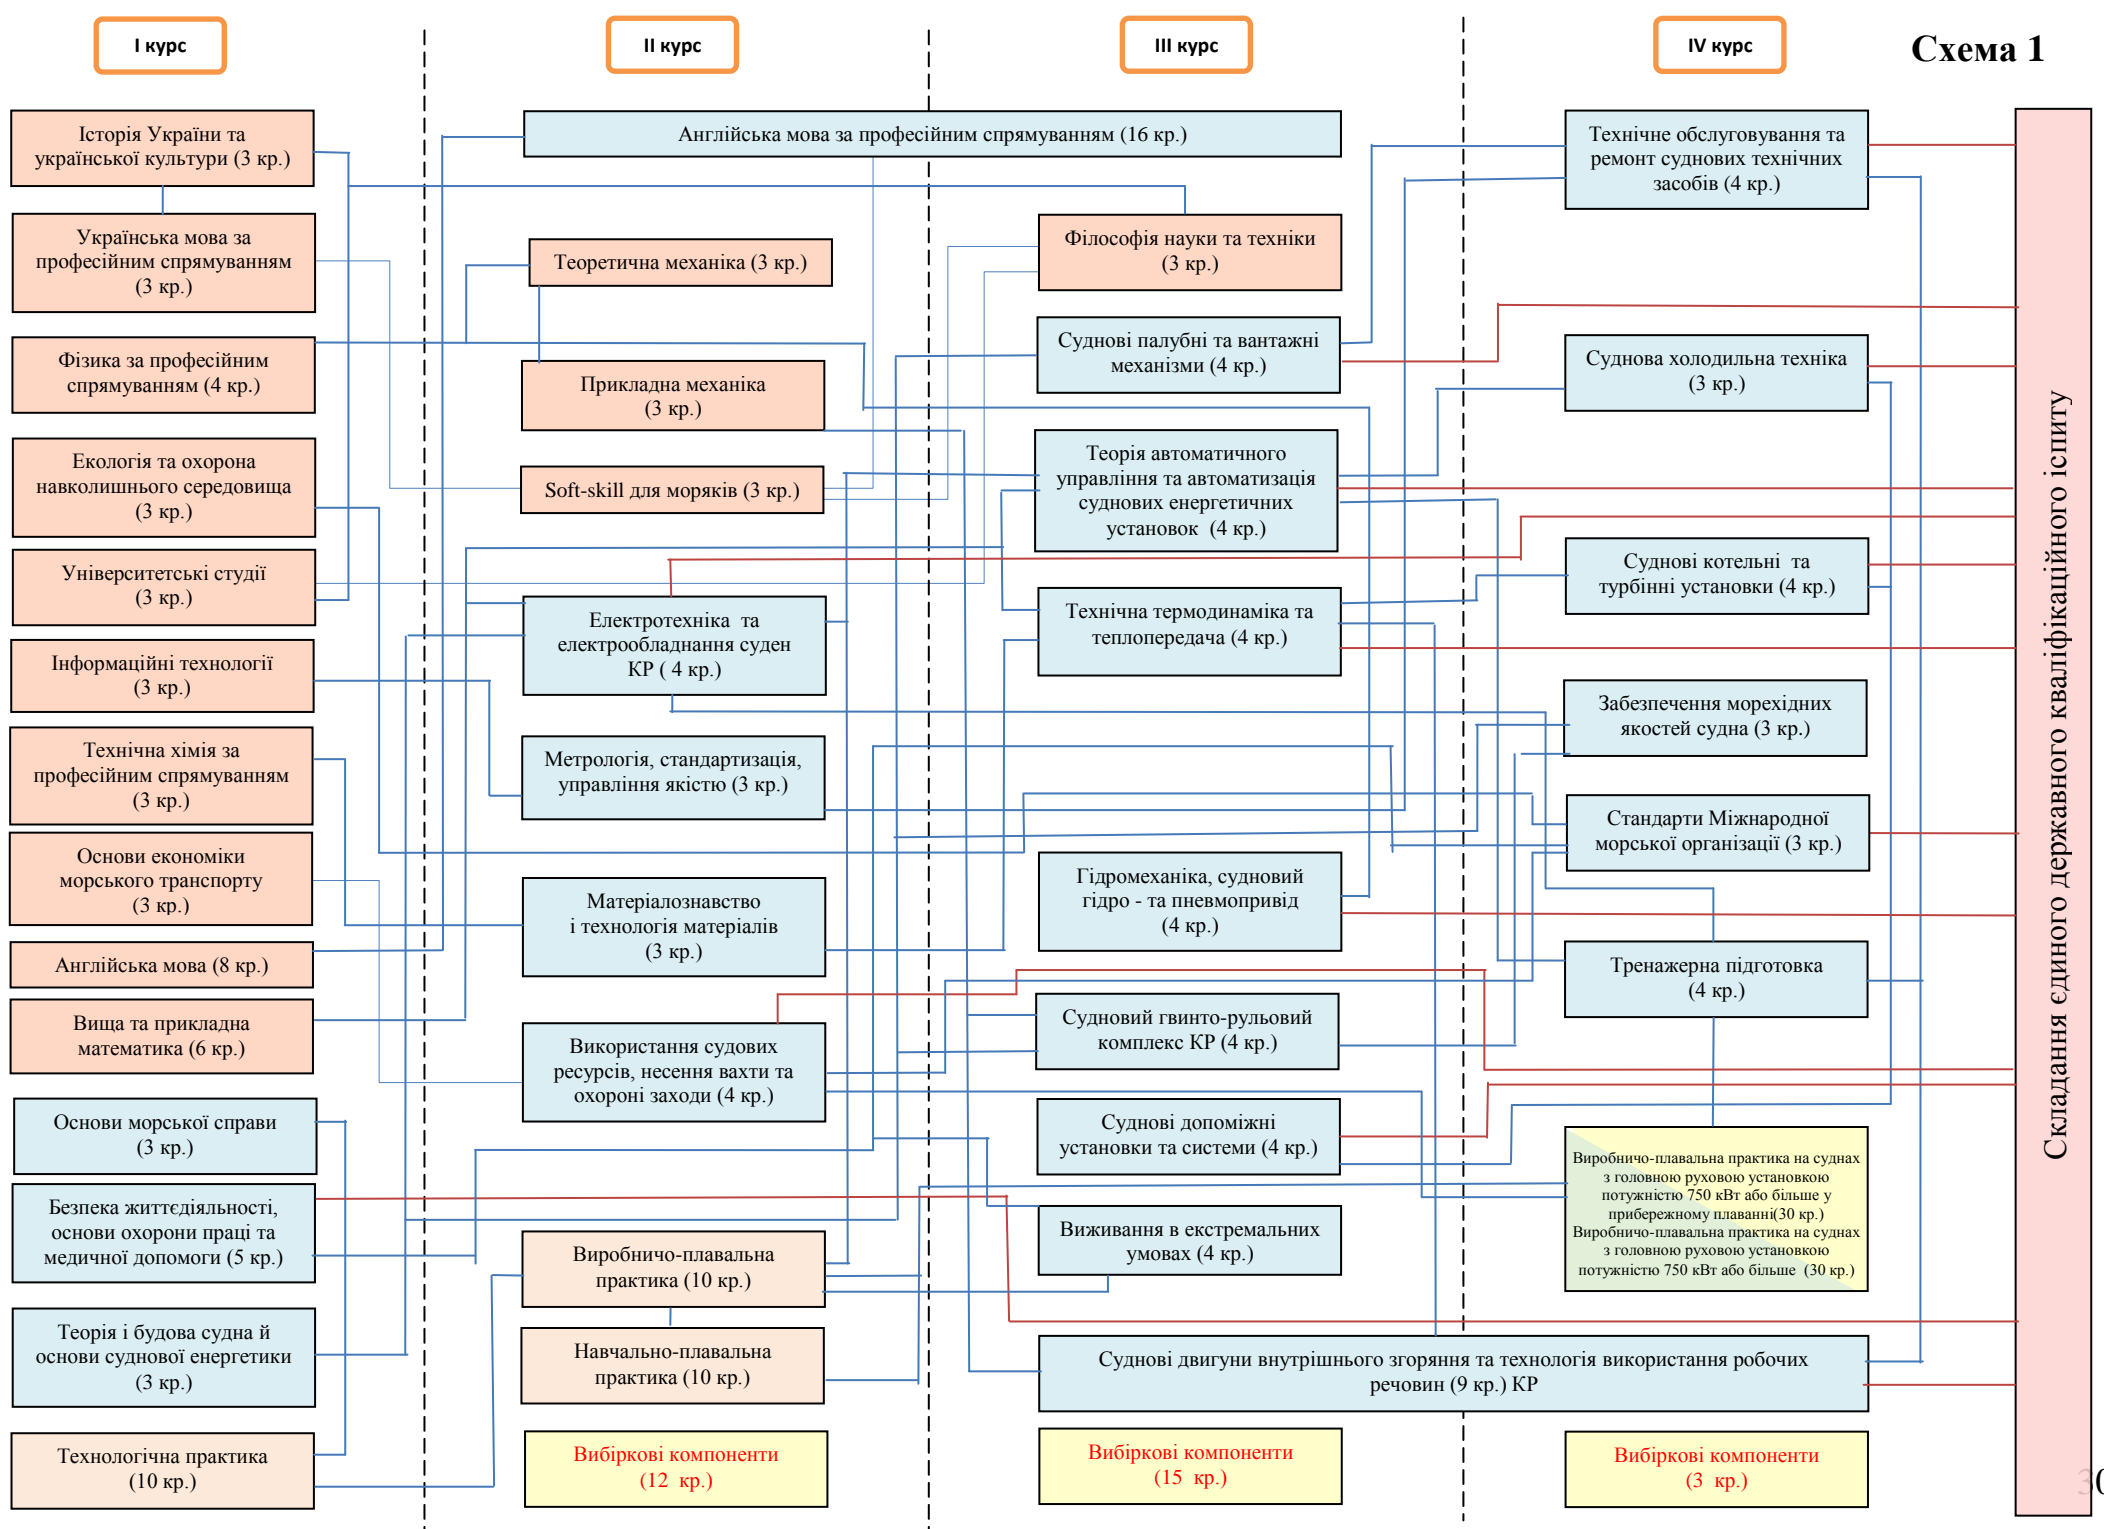 І курс
ІІ курс
ІІІ курс
IV курс
Схема 1
Історія України та
української культури (3 кр.)
Українська мова за
професійним спрямуванням
(3 кр.)
Фізика за професійним
спрямуванням (4 кр.)
Екологія та охорона
навколишнього середовища
(3 кр.)
Університетські студії
(3 кр.)
Інформаційні технології
(3 кр.)
Технічна хімія за
професійним спрямуванням
(3 кр.)
Основи економіки
морського транспорту
(3 кр.)
Англійська мова (8 кр.)
Вища та прикладна
математика (6 кр.)
Основи морської справи
(3 кр.)
Безпека життєдіяльності,
основи охорони праці та
медичної допомоги (5 кр.)
Теорія і будова судна й
основи суднової енергетики
(3 кр.)
Технологічна практика
(10 кр.)
Англійська мова за професійним спрямуванням (16 кр.)
Теоретична механіка (3 кр.)
Прикладна механіка
(3 кр.)
Soft-skill для моряків (3 кр.)
Електротехніка та
електрообладнання суден
КР ( 4 кр.)
Метрологія, стандартизація,
управління якістю (3 кр.)
Матеріалознавство
і технологія матеріалів
(3 кр.)
Використання судових
ресурсів, несення вахти та
охороні заходи (4 кр.)
Виробничо-плавальна
практика (10 кр.)
Навчально-плавальна
практика (10 кр.)
Вибіркові компоненти
(12 кр.)
Філософія науки та техніки
(3 кр.)
Суднові палубні та вантажні
механізми (4 кр.)
Теорія автоматичного
управління та автоматизація
суднових енергетичних
установок (4 кр.)
Технічна термодинаміка та
теплопередача (4 кр.)
Гідромеханіка, судновий
гідро - та пневмопривід
(4 кр.)
Судновий гвинто-рульовий
комплекс КР (4 кр.)
Суднові допоміжні
установки та системи (4 кр.)
Виживання в екстремальних
умовах (4 кр.)
Суднові двигуни внутрішнього згоряння та технологія використання робочих
речовин (9 кр.) КР
Вибіркові компоненти
(15 кр.)
Технічне обслуговування та
ремонт суднових технічних
засобів (4 кр.)
Суднова холодильна техніка
(3 кр.)
Суднові котельні та
турбінні установки (4 кр.)
Забезпечення морехідних
якостей судна (3 кр.)
Стандарти Міжнародної
морської організації (3 кр.)
Тренажерна підготовка
(4 кр.)
Виробничо-плавальна практика на суднах
з головною руховою установкою
потужністю 750 кВт або більше у
прибережному плаванні(30 кр.)
Виробничо-плавальна практика на суднах
з головною руховою установкою
потужністю 750 кВт або більше (30 кр.)
Вибіркові компоненти
(3 кр.)
Складання єдиного державного кваліфікаційного іспиту
30